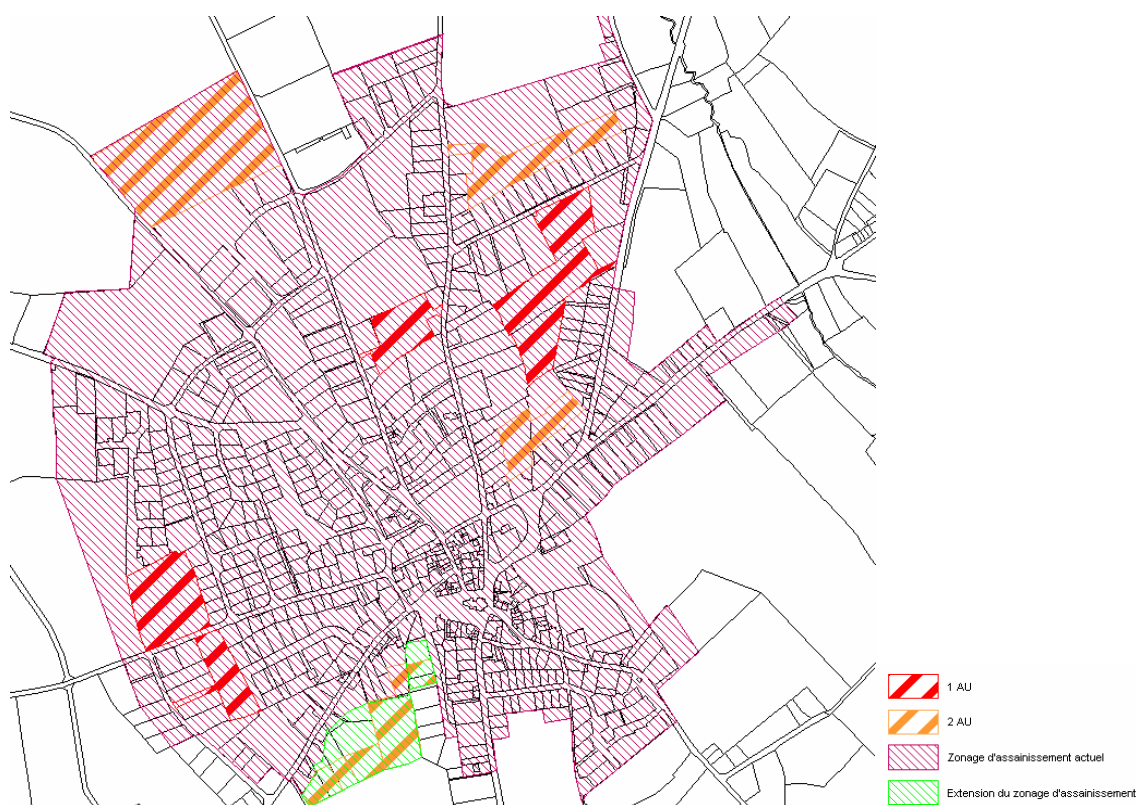 1 AU
2 AU
Zonage d'assainissement actuel
Extension du zonage d'assainissement